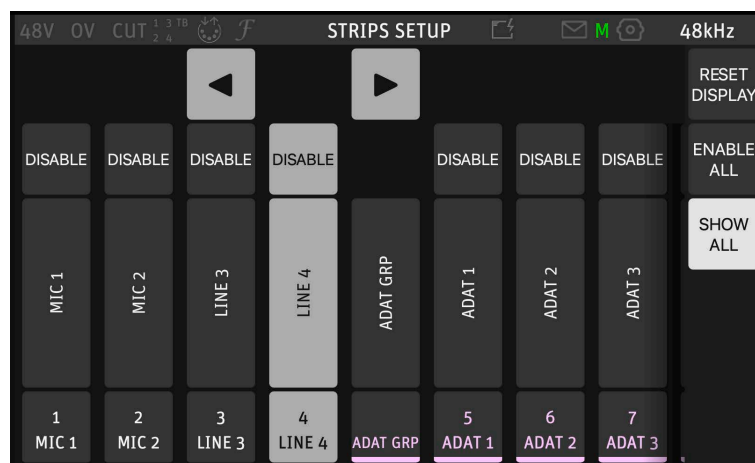 48V OV CUT 1 3 TB 2 4 F STRIPS SETUP M 48kHz
RESET
DISPLAY
DISABLE DISABLE DISABLE DISABLE DISABLE DISABLE DISABLE
ENABLE
ALL
SHOW
ALL
MIC 1
MIC 2
LINE 3
LINE 4
ADAT GRP
ADAT 1
ADAT 2
ADAT 3
1 2 3 4 5 6 7
MIC 1 MIC 2 LINE 3 LINE 4 ADAT GRP ADAT 1 ADAT 2 ADAT 3